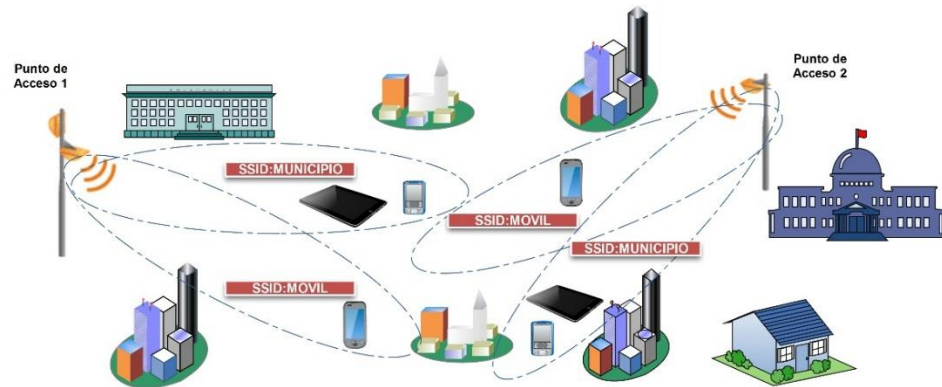 Punto de
Acceso 1
Punto de
Acceso 2
SSID:MUNICIPIO
SSID:MOVIL
SSID:MUNICIPIO
SSID:MOVIL